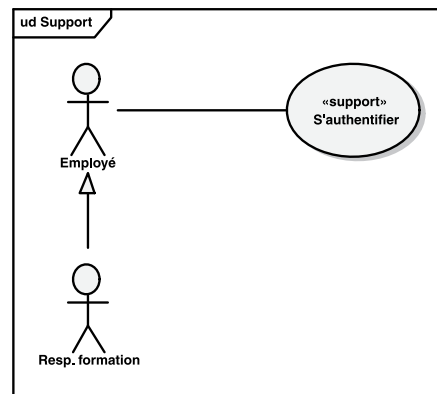 ud Support
«support»
S'authentifier
Employé
Resp. formation